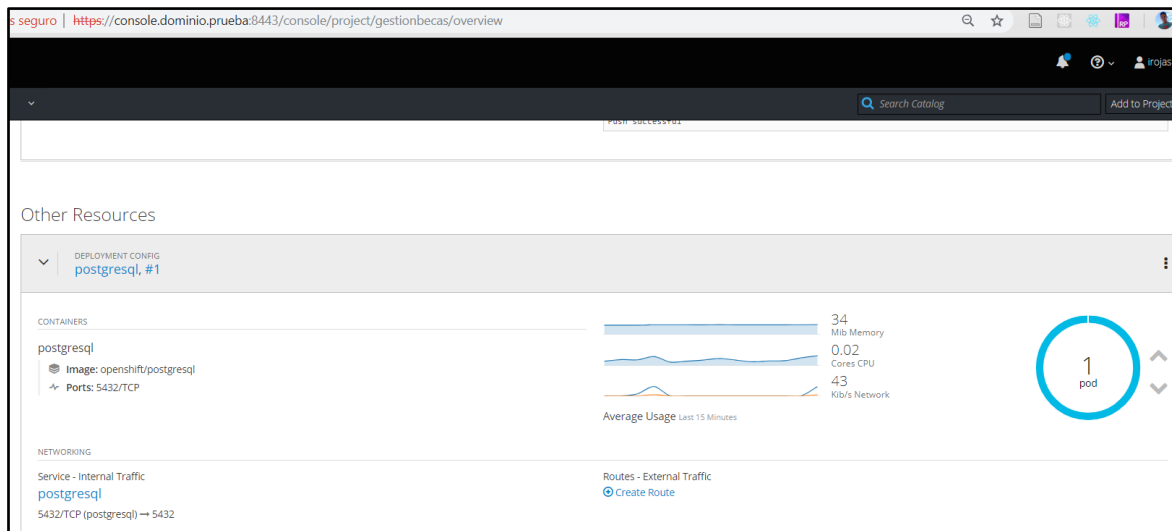 s seguro | https://console.dominio.prueba:8443/console/project/gestionbecas/overview
RP
irojas
Search Catalog
Add to Project
Push successful
Other Resources
DEPLOYMENT CONFIG
postgresql, #1
CONTAINERS
postgresql
Image: openshift/postgresql
Ports: 5432/TCP
34
Mib Memory
0.02
Cores CPU
43
Kib/s Network
Average Usage Last 15 Minutes
1
pod
NETWORKING
Service - Internal Traffic
postgresql
5432/TCP (postgresql) → 5432
Routes - External Traffic
Create Route